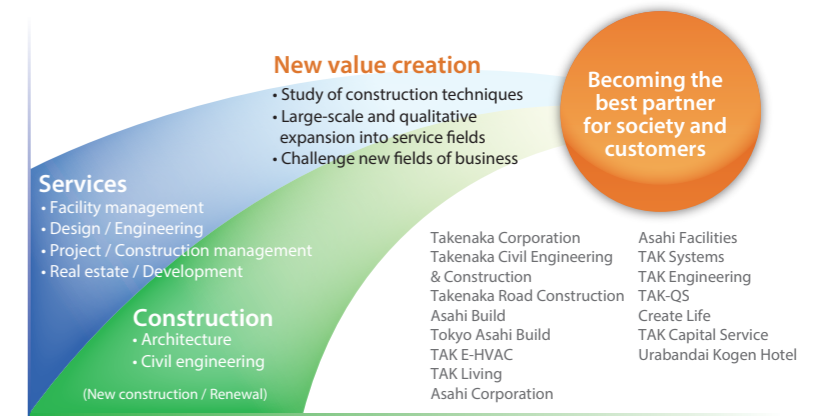 New value creation
• Study of construction techniques
• Large-scale and qualitative
expansion into service fields
• Challenge new fields of business
Becoming the
best partner
for society and
customers
Services
• Facility management
• Design / Engineering
• Project / Construction management
• Real estate / Development
Construction
• Architecture
• Civil engineering
(New construction / Renewal)
Takenaka Corporation
Takenaka Civil Engineering
& Construction
Takenaka Road Construction
Asahi Build
Tokyo Asahi Build
TAK E-HVAC
TAK Living
Asahi Corporation
Asahi Facilities
TAK Systems
TAK Engineering
TAK-QS
Create Life
TAK Capital Service
Urabandai Kogen Hotel